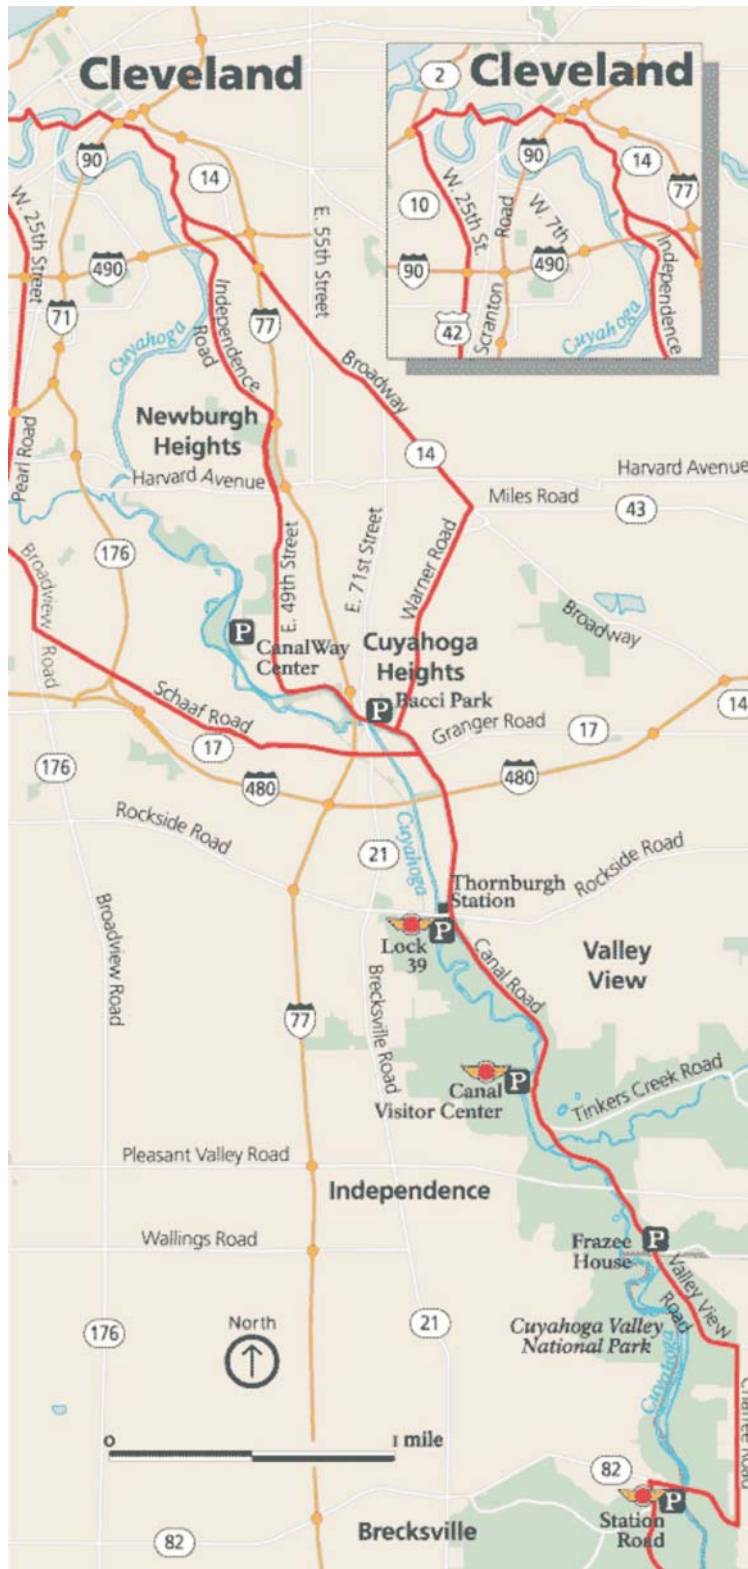 Cleveland
90
14
W. 25th Street
490
71
Cuyahoga
Independence
Road
77
E. 55th Street
Broadway
Newburgh
Heights
14
Harvard Avenue
Harvard Avenue
Pearl Road
Miles Road
43
176
Broadview
Road
E. 49th Street
E. 71st Street
Warner Road
Broadway
P
CanalWay
Center
Cuyahoga
Heights
P
Bacci Park
Schaaf Road
Granger Road
17
17
14
176
480
480
Rockside Road
Cuyahoga
21
Rockside Road
Thornburgh
Station
P
Lock
39
Canal Road
Valley
View
Broadview Road
77
Brecksville Road
P
Canal
Visitor Center
Tinkers Creek Road
Pleasant Valley Road
Independence
Wallings Road
Frazee
House
P
Valley View
Road
North
176
21
Cuyahoga Valley
National Park
Cuyahoga
Chaffee Road
0
1 mile
82
P
Station
Road
82
Brecksville
Cleveland
2
90
14
10
W. 25th St.
Road
W. 7th
77
90
490
Independence
42
Scranton
Cuyahoga